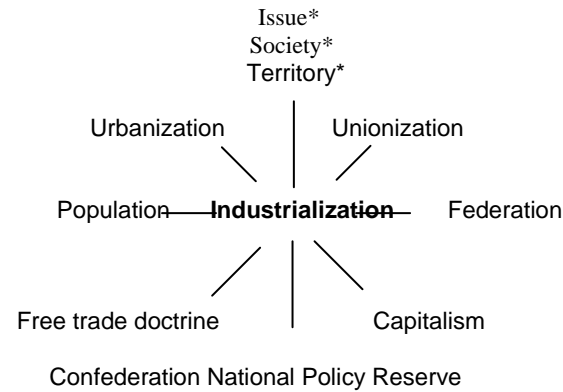 Issue*
Society*
Territory*
Urbanization Unionization
Population Industrialization Federation
Free trade doctrine Capitalism
Confederation National Policy Reserve